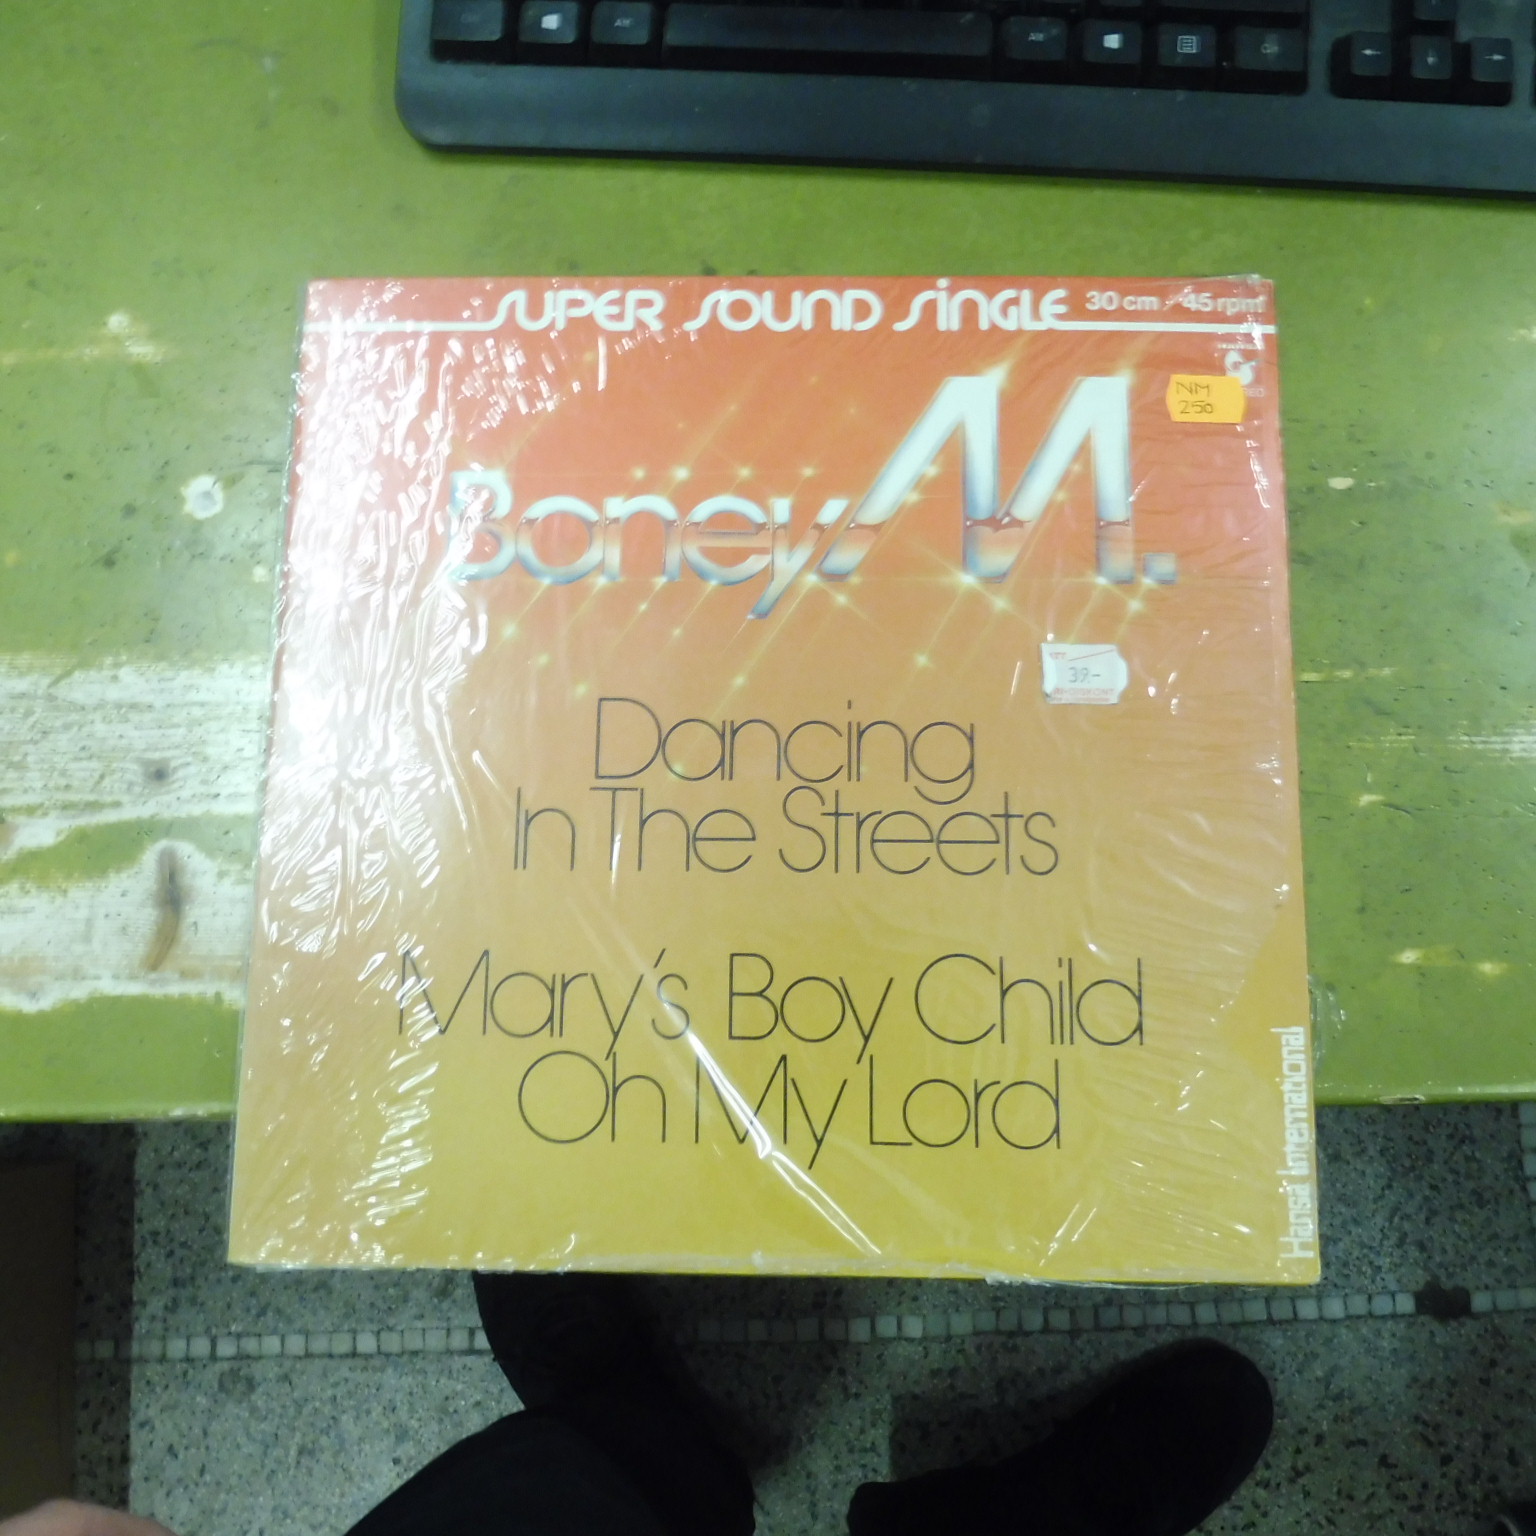 SUPER SOUND SINGLE 30 cm 45 rpm
NM
250
Boney M.
39.-
Dancing
In The Streets
Mary's Boy Child
Oh My Lord
Hansa International